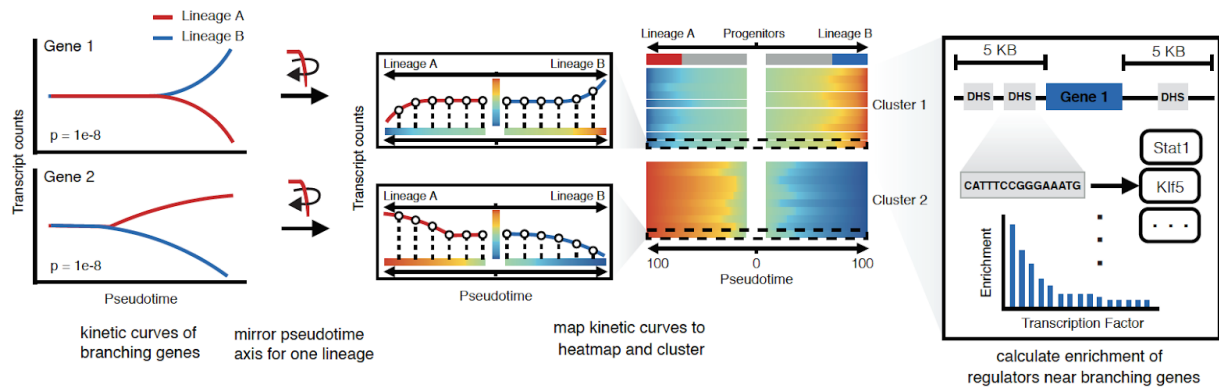 Lineage A
Lineage B
Gene 1
p = 1e-8
Gene 2
p = 1e-8
Transcript counts
Pseudotime
kinetic curves of
branching genes
mirror pseudotime
axis for one lineage
Transcript counts
Lineage A
Lineage B
Lineage A
Lineage B
Pseudotime
Lineage A
Progenitors
Lineage B
Cluster 1
Cluster 2
100
0
100
Pseudotime
map kinetic curves to
heatmap and cluster
5 KB
5 KB
DHS
DHS
Gene 1
DHS
CATTTCCGGGAAATG
Stat1
Klf5
. . .
Enrichment
Transcription Factor
calculate enrichment of
regulators near branching genes